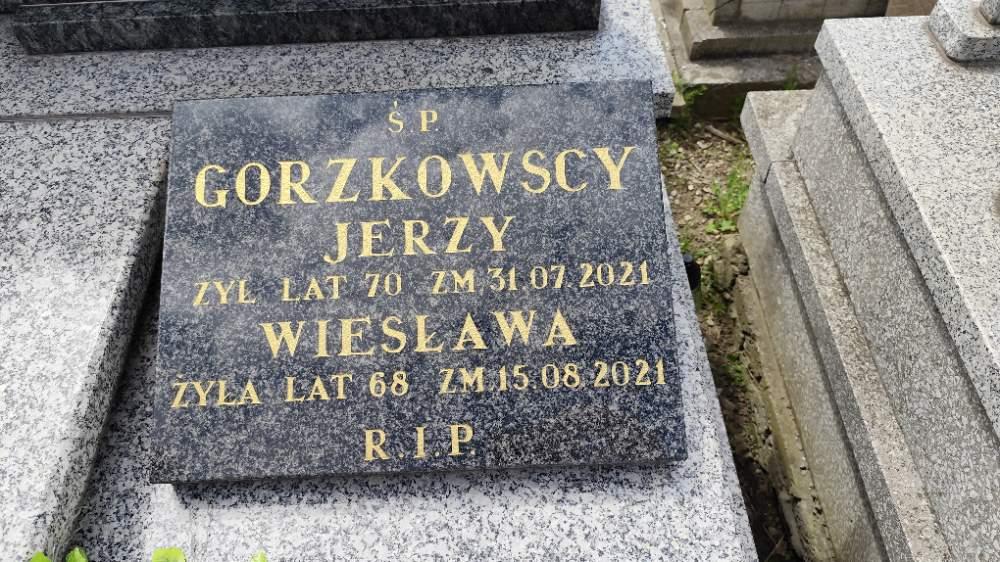 Ś.P.
GORZKOWSCY
JERZY
ŻYŁ LAT 70 ZM 31.07.2021
WIESŁAWA
ŻYŁA LAT 68 ZM.15.08.2021
R.I.P.